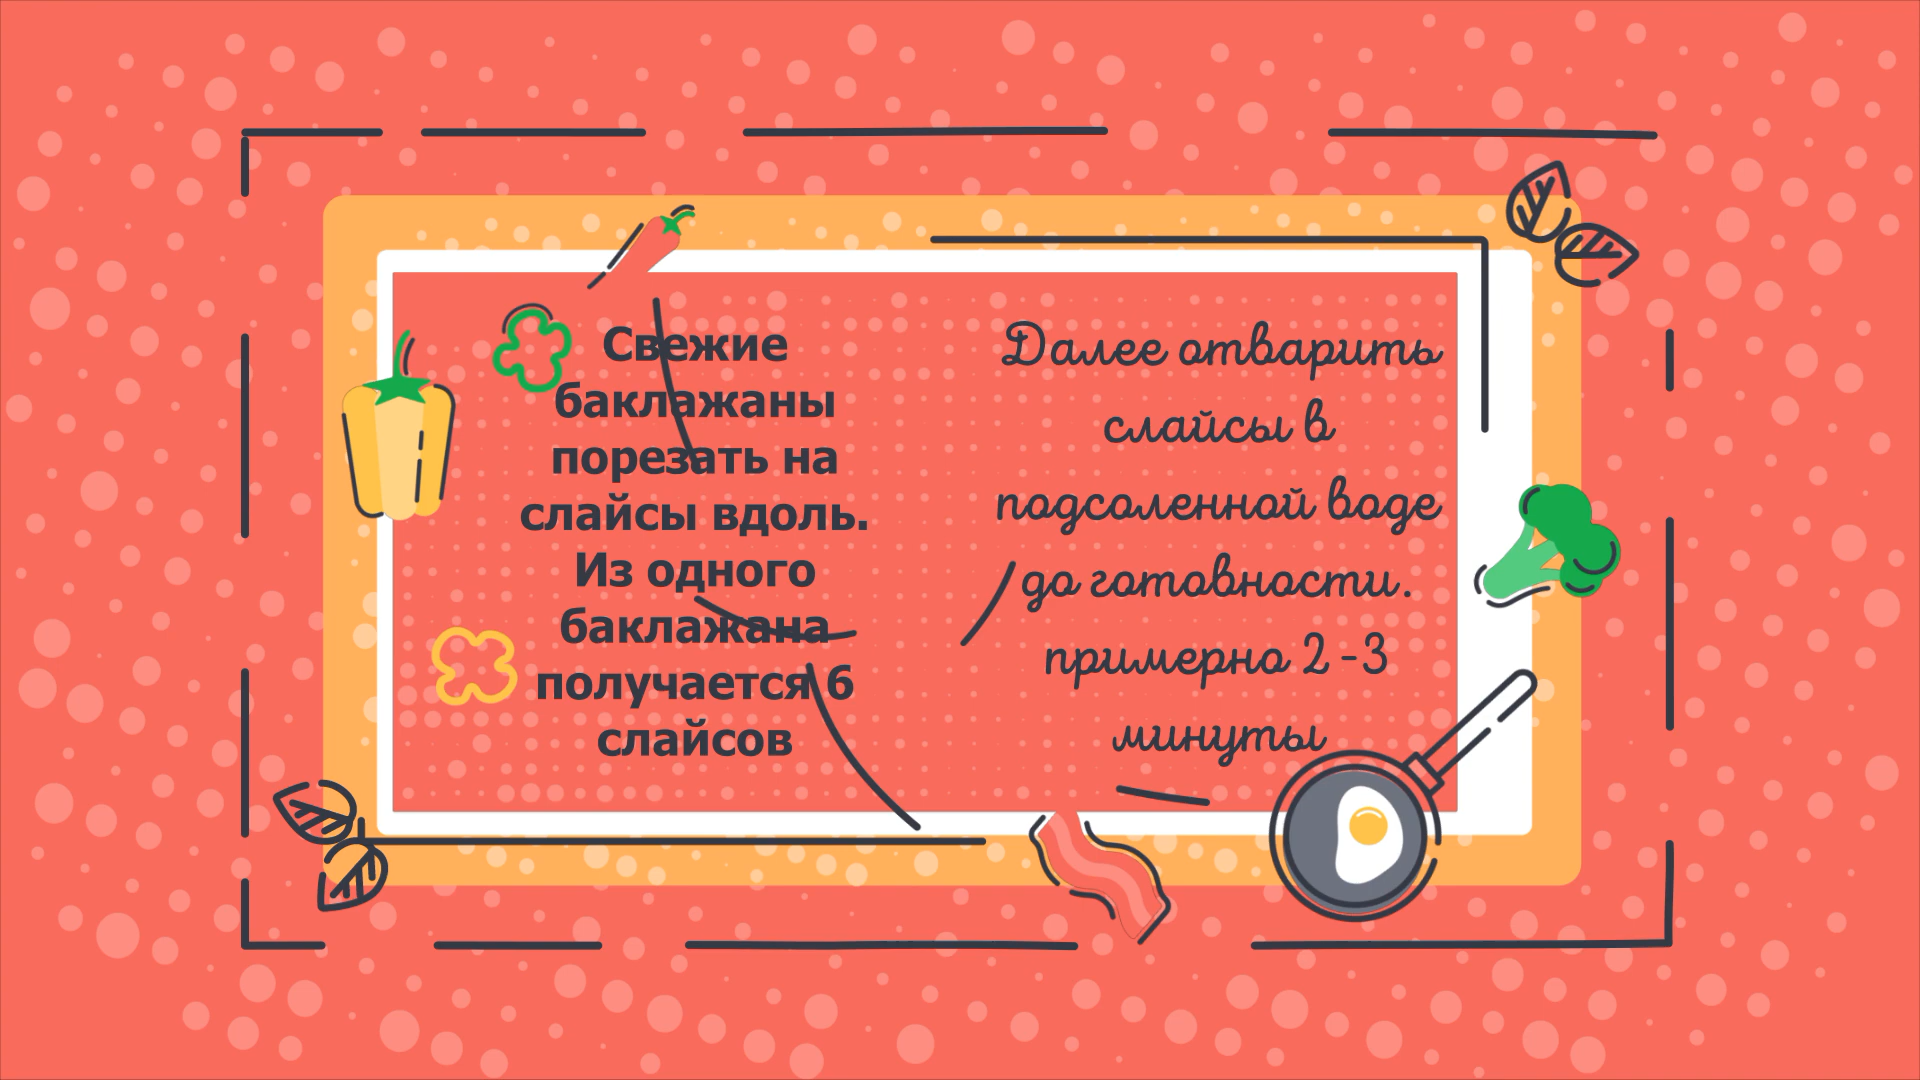 Свежие
баклажаны
порезать на
слайсы вдоль.
Из одного
баклажана
получается 6
слайсов
Далее отварить
слайсы в
подсоленной воде
до готовности.
примерно 2 -3
минуты